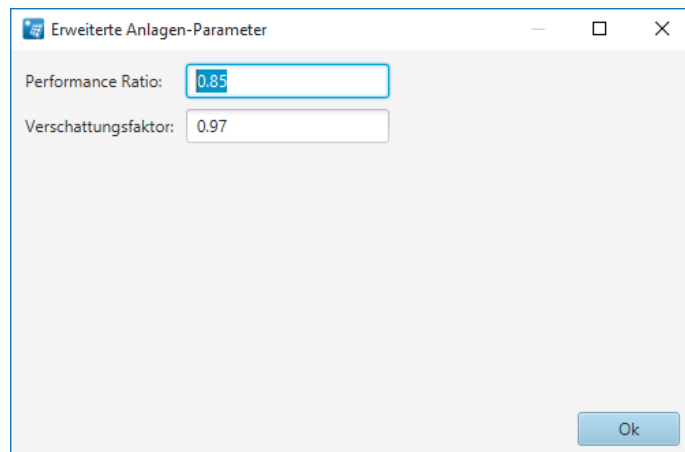 Erweiterte Anlagen-Parameter
Performance Ratio: 0.85
Verschattungsfaktor: 0.97
Ok